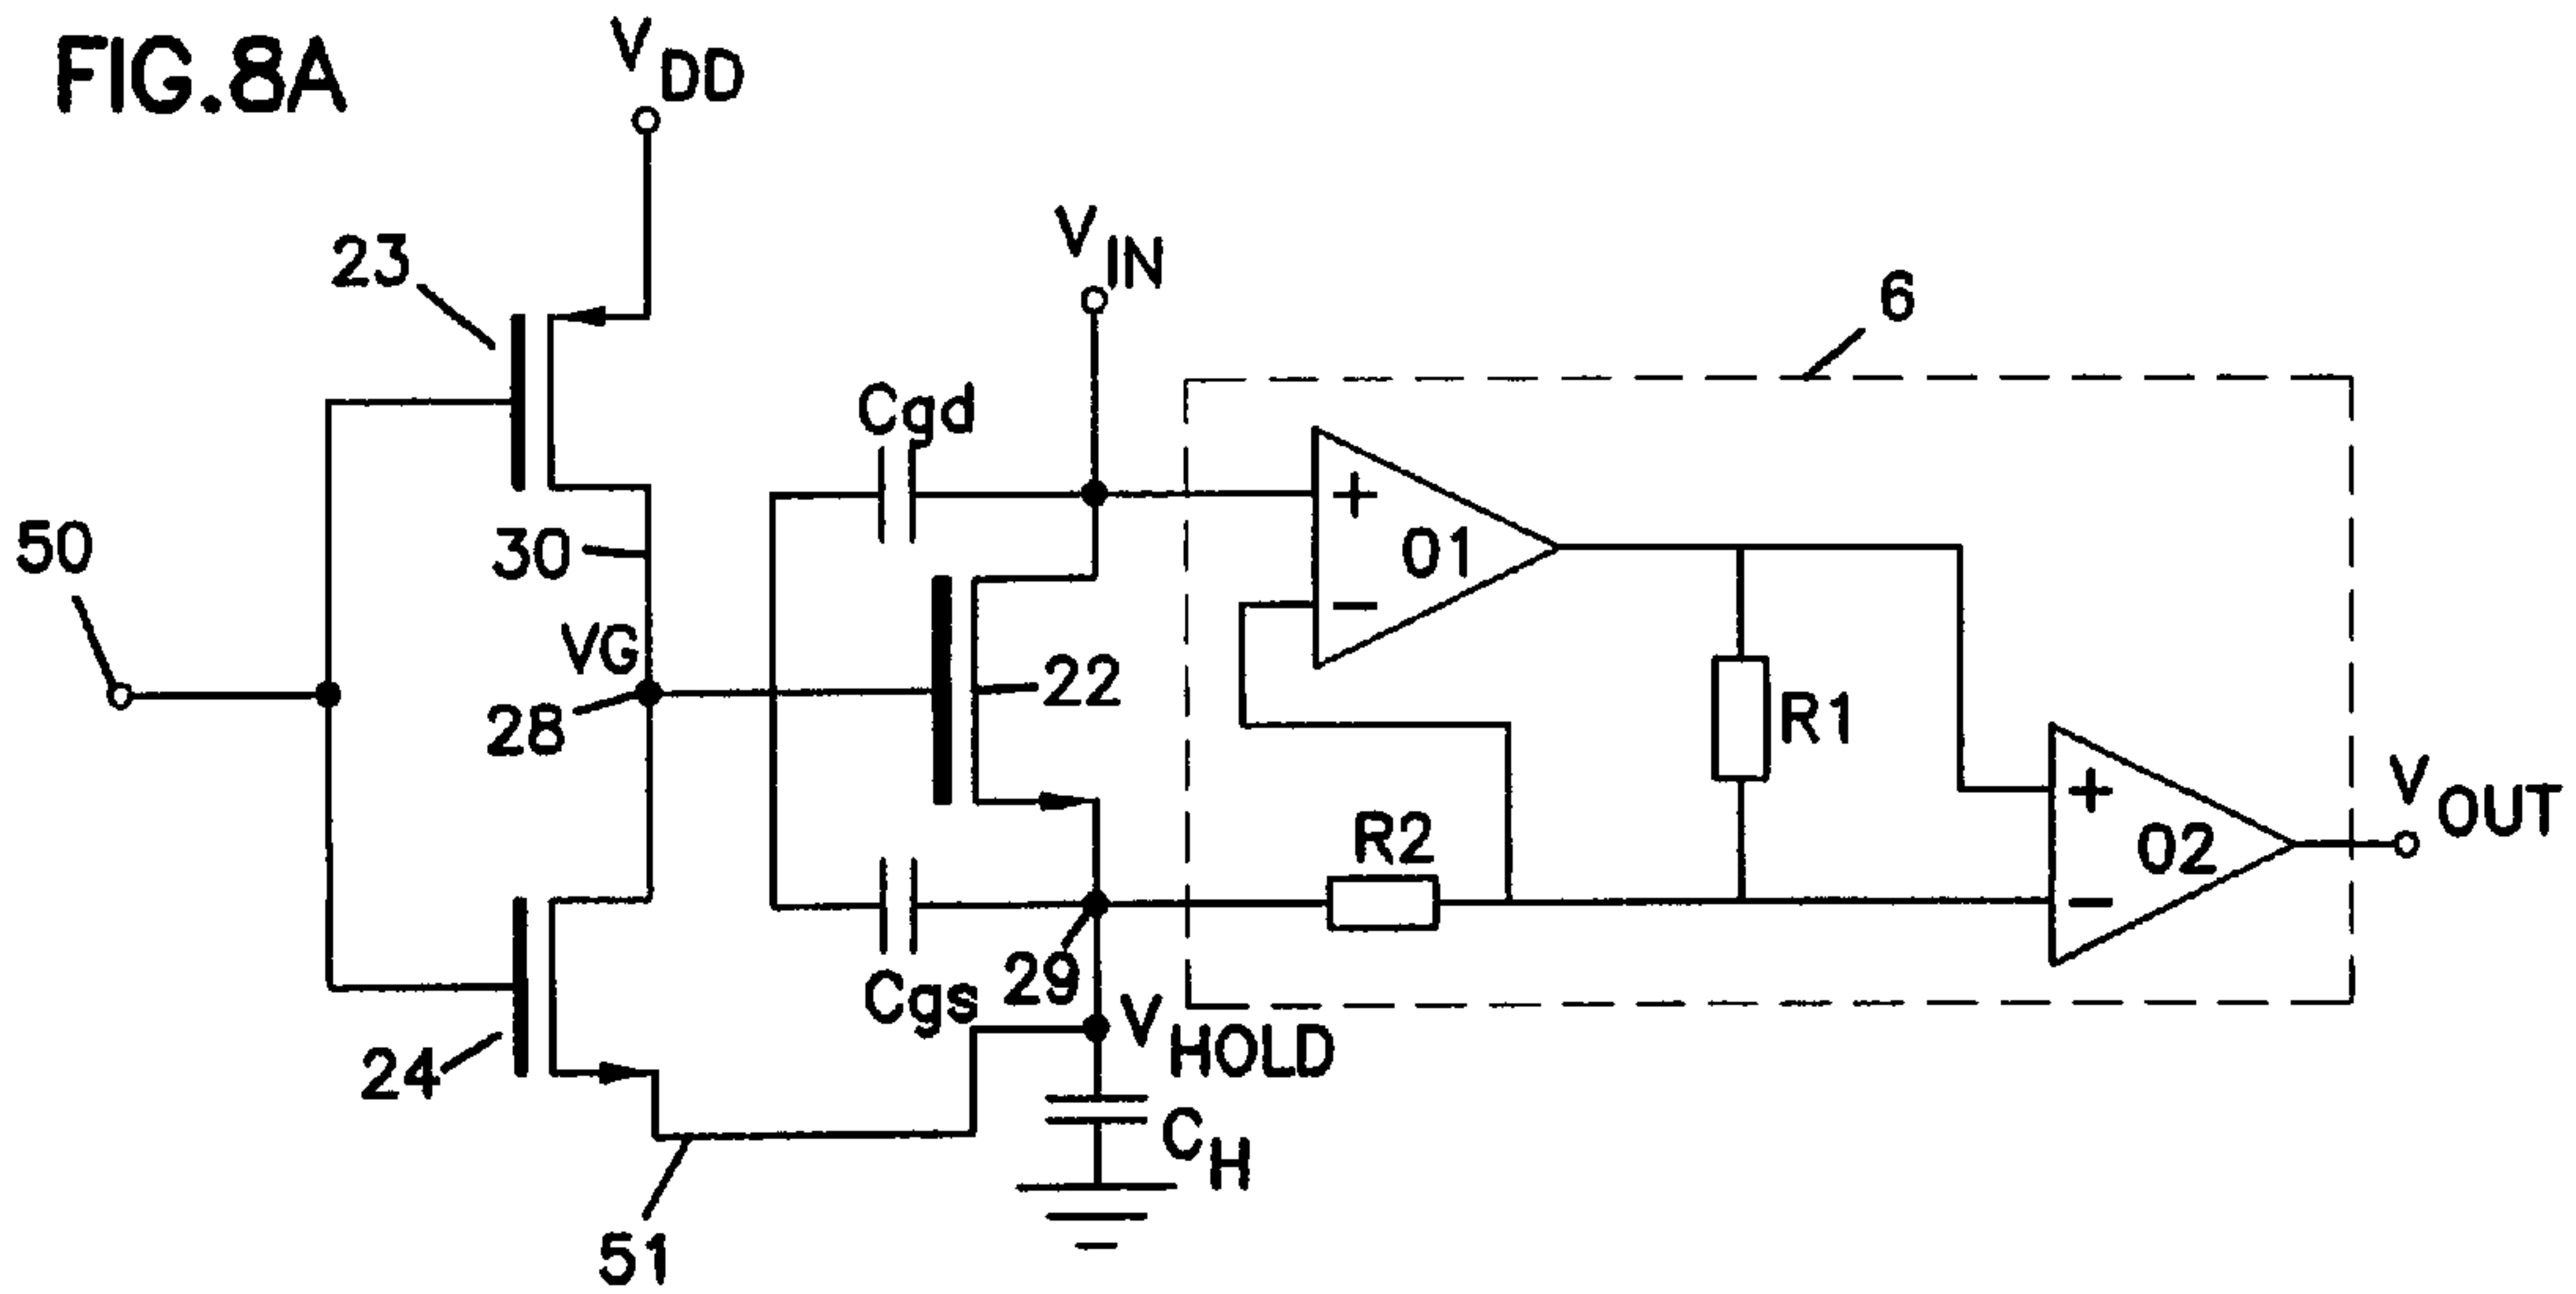 FIG.8A
VDD
23
VIN
6
Cgd
50
30
+
01
−
VG
22
28
R1
+
02
−
VOUT
R2
29
Cgs
VHOLD
24
CH
51